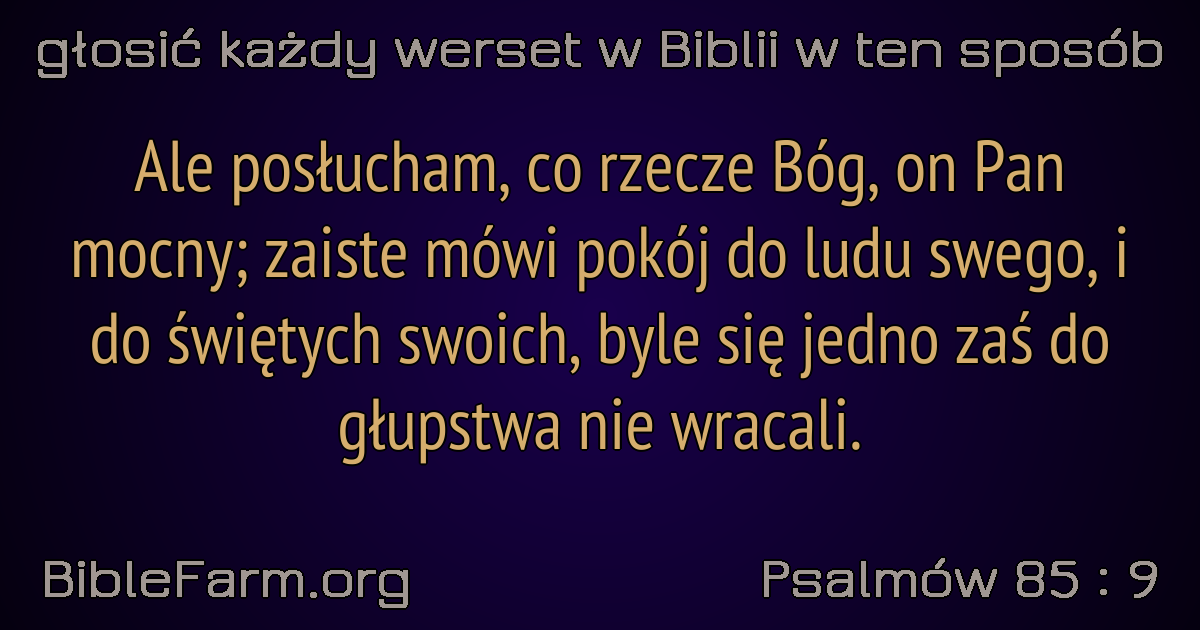 głosić każdy werset w Biblii w ten sposób
Ale posłucham, co rzecze Bóg, on Pan
mocny; zaiste mówi pokój do ludu swego, i
do świętych swoich, byle się jedno zaś do
głupstwa nie wracali.
BibleFarm.org
Psalmów 85 : 9